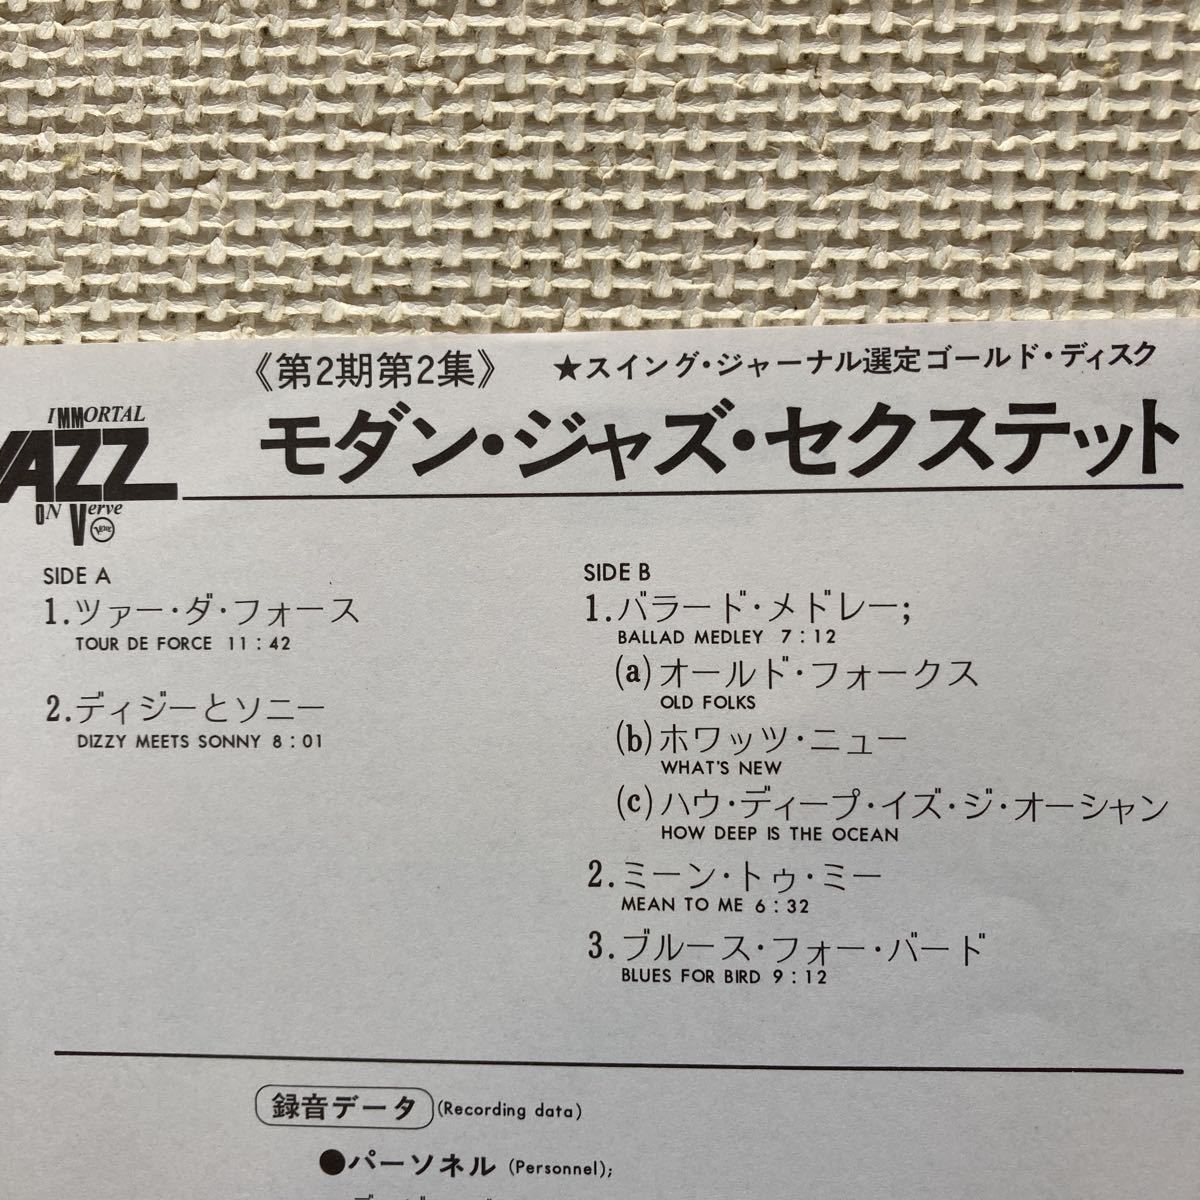 《第2期第2集》 ★スイング・ジャーナル選定ゴールド・ディスク
IMMORTAL
JAZZ
ON Verve
VERVE
モダン・ジャズ・セクステット
SIDE A
1.ツァー・ダ・フォース
TOUR DE FORCE 11:42
2.ディジーとソニー
DIZZY MEETS SONNY 8:01
SIDE B
1.バラード・メドレー;
BALLAD MEDLEY 7:12
(a)オールド・フォークス
OLD FOLKS
(b)ホワッツ・ニュー
WHAT'S NEW
(c)ハウ・ディープ・イズ・ジ・オーシャン
HOW DEEP IS THE OCEAN
2.ミーン・トゥ・ミー
MEAN TO ME 6:32
3.ブルース・フォー・バード
BLUES FOR BIRD 9:12
録音データ (Recording data)
●パーソネル (Personnel);